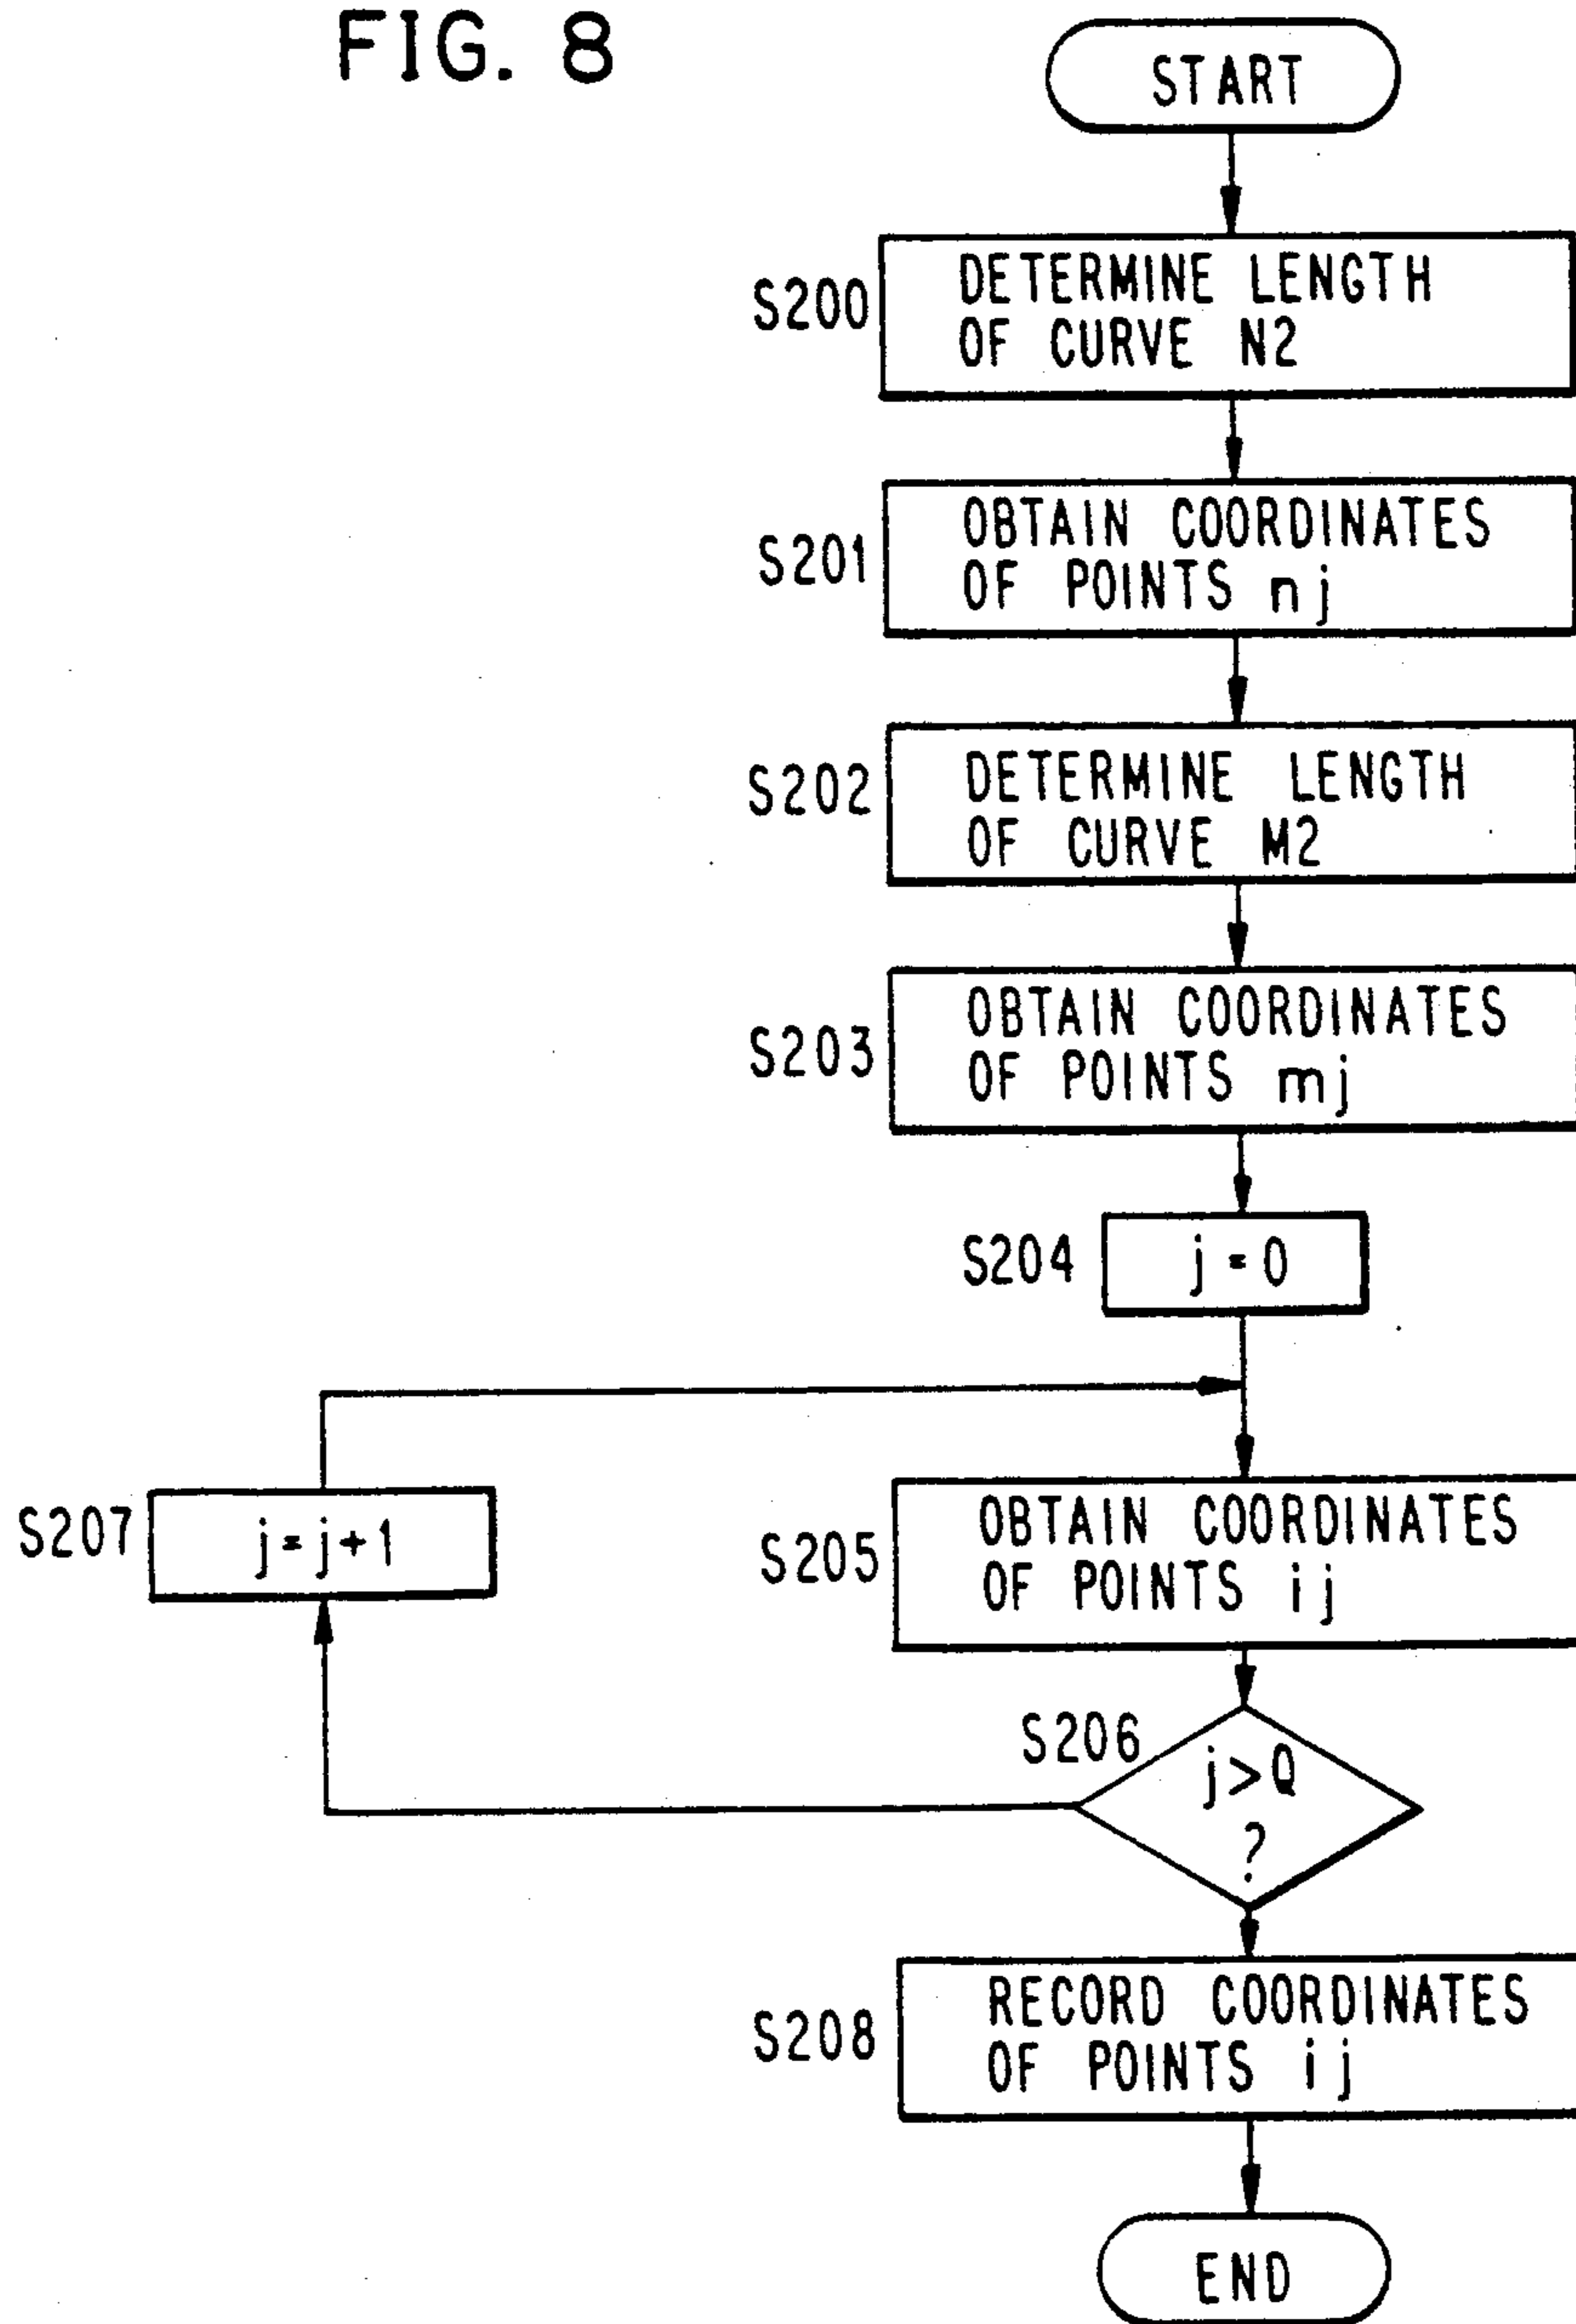 FIG. 8
START
S200
DETERMINE LENGTH
OF CURVE N2
S201
OBTAIN COORDINATES
OF POINTS nj
S202
DETERMINE LENGTH
OF CURVE M2
S203
OBTAIN COORDINATES
OF POINTS mj
S204
j = 0
S207
j = j + 1
S205
OBTAIN COORDINATES
OF POINTS ij
S206
j > Q
?
S208
RECORD COORDINATES
OF POINTS ij
END